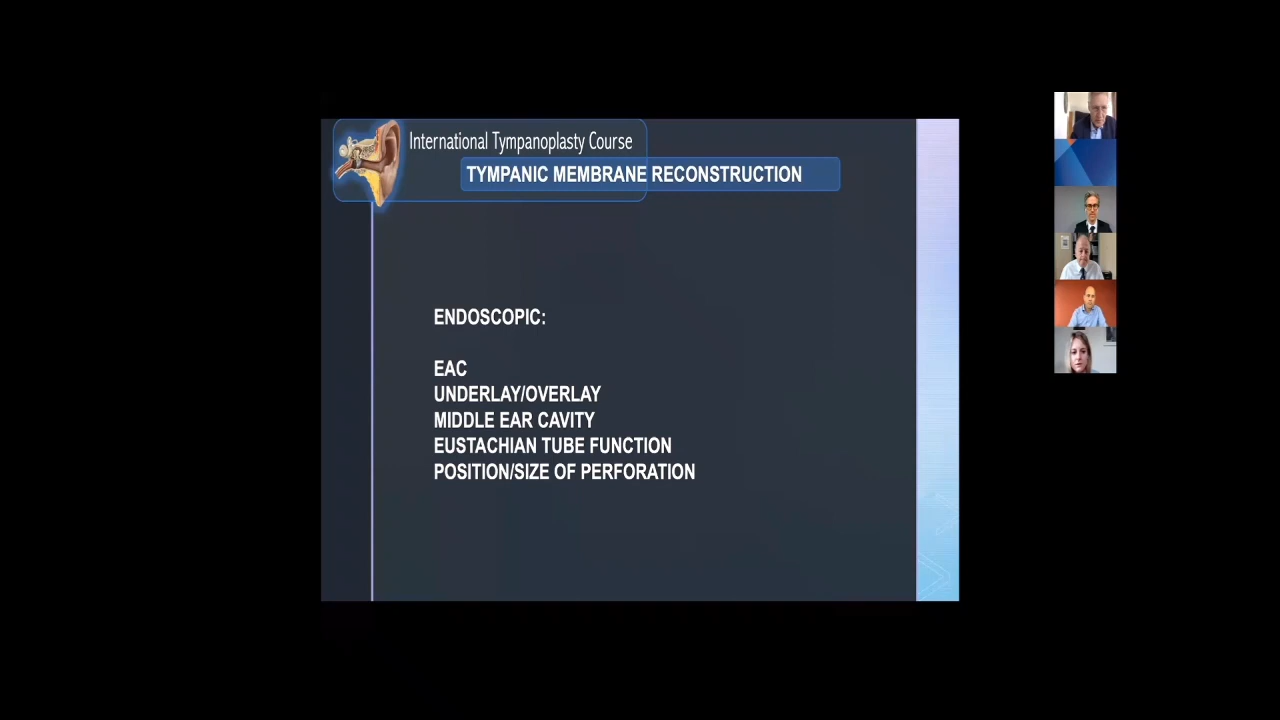 International Tympanoplasty Course
TYMPANIC MEMBRANE RECONSTRUCTION
ENDOSCOPIC:
EAC
UNDERLAY/OVERLAY
MIDDLE EAR CAVITY
EUSTACHIAN TUBE FUNCTION
POSITION/SIZE OF PERFORATION